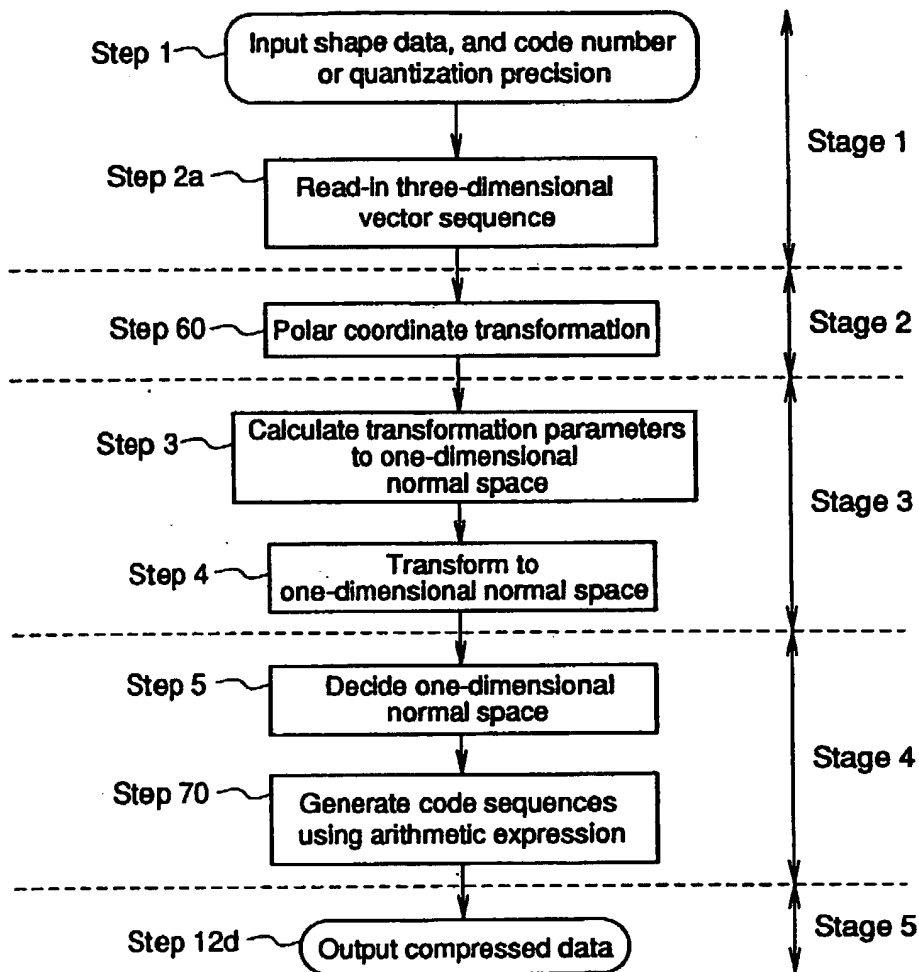 Step 1
Input shape data, and code number
or quantization precision
Stage 1
Step 2a
Read-in three-dimensional
vector sequence
Step 60
Polar coordinate transformation
Stage 2
Step 3
Calculate transformation parameters
to one-dimensional
normal space
Stage 3
Step 4
Transform to
one-dimensional normal space
Step 5
Decide one-dimensional
normal space
Stage 4
Step 70
Generate code sequences
using arithmetic expression
Step 12d
Output compressed data
Stage 5